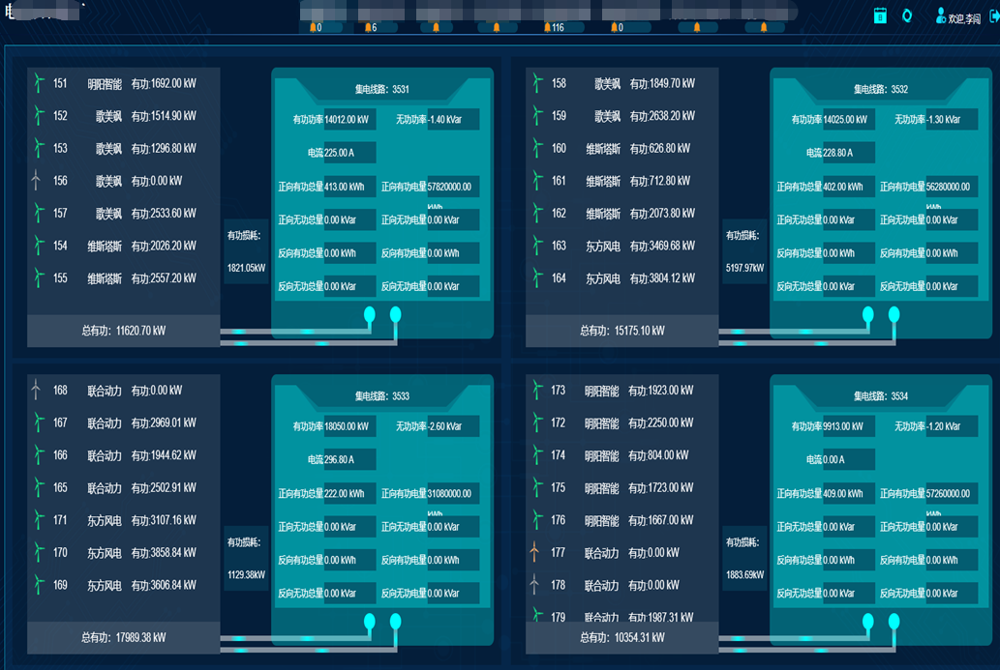 电
0
6
116
0
欢迎,李闯
151 明阳智能 有功:1692.00 kW
152 歌美飒 有功:1514.90 kW
153 歌美飒 有功:1296.80 kW
156 歌美飒 有功:0.00 kW
157 歌美飒 有功:2533.60 kW
154 维斯塔斯 有功:2026.20 kW
155 维斯塔斯 有功:2557.20 kW
总有功: 11620.70 kW
有功损耗:
1821.05kW
集电线路: 3531
有功功率 14012.00 kW 无功功率 -1.40 kVar
电流 225.00 A
正向有功总量 413.00 kWh 正向有功电量 57820000.00 kWh
正向无功总量 0.00 kVar 正向无功电量 0.00 kVar
反向有功总量 0.00 kWh 反向有功电量 0.00 kWh
反向无功总量 0.00 kVar 反向无功电量 0.00 kVar
158 歌美飒 有功:1849.70 kW
159 歌美飒 有功:2638.20 kW
160 维斯塔斯 有功:626.80 kW
161 维斯塔斯 有功:712.80 kW
162 维斯塔斯 有功:2073.80 kW
163 东方风电 有功:3469.68 kW
164 东方风电 有功:3804.12 kW
总有功: 15175.10 kW
有功损耗:
5197.97kW
集电线路: 3532
有功功率 14025.00 kW 无功功率 -1.30 kVar
电流 228.80 A
正向有功总量 402.00 kWh 正向有功电量 56280000.00 kWh
正向无功总量 0.00 kVar 正向无功电量 0.00 kVar
反向有功总量 0.00 kWh 反向有功电量 0.00 kWh
反向无功总量 0.00 kVar 反向无功电量 0.00 kVar
168 联合动力 有功:0.00 kW
167 联合动力 有功:2969.01 kW
166 联合动力 有功:1944.62 kW
165 联合动力 有功:2502.91 kW
171 东方风电 有功:3107.16 kW
170 东方风电 有功:3858.84 kW
169 东方风电 有功:3606.84 kW
总有功: 17989.38 kW
有功损耗:
1129.38kW
集电线路: 3533
有功功率 18050.00 kW 无功功率 -2.60 kVar
电流 296.80 A
正向有功总量 222.00 kWh 正向有功电量 31080000.00 kWh
正向无功总量 0.00 kVar 正向无功电量 0.00 kVar
反向有功总量 0.00 kWh 反向有功电量 0.00 kWh
反向无功总量 0.00 kVar 反向无功电量 0.00 kVar
173 明阳智能 有功:1923.00 kW
172 明阳智能 有功:2250.00 kW
174 明阳智能 有功:804.00 kW
175 明阳智能 有功:1723.00 kW
176 明阳智能 有功:1667.00 kW
177 联合动力 有功:0.00 kW
178 联合动力 有功:0.00 kW
179 联合动力 有功:1987.31 kW
总有功: 10354.31 kW
有功损耗:
1883.69kW
集电线路: 3534
有功功率 9913.00 kW 无功功率 -1.20 kVar
电流 0.00 A
正向有功总量 409.00 kWh 正向有功电量 57260000.00 kWh
正向无功总量 0.00 kVar 正向无功电量 0.00 kVar
反向有功总量 0.00 kWh 反向有功电量 0.00 kWh
反向无功总量 0.00 kVar 反向无功电量 0.00 kVar